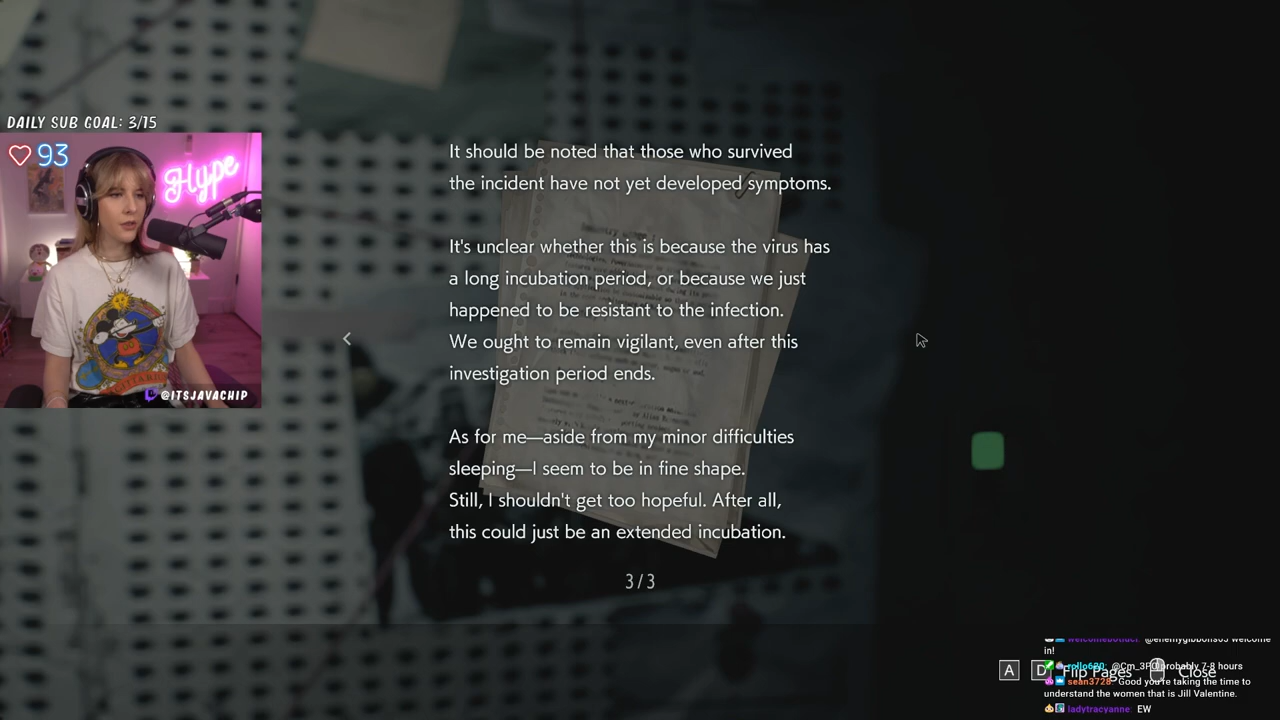 DAILY SUB GOAL: 3/15
93
Hype
@ITSJAVACHIP
It should be noted that those who survived
the incident have not yet developed symptoms.
It's unclear whether this is because the virus has
a long incubation period, or because we just
happened to be resistant to the infection.
We ought to remain vigilant, even after this
investigation period ends.
As for me—aside from my minor difficulties
sleeping—I seem to be in fine shape.
Still, I shouldn't get too hopeful. After all,
this could just be an extended incubation.
3/3
A D Flip Pages Close
welcome
in!
rollo620: probably 7-8 hours
sean3728: Good you're taking the time to
understand the women that is Jill Valentine.
ladytracyanne: EW